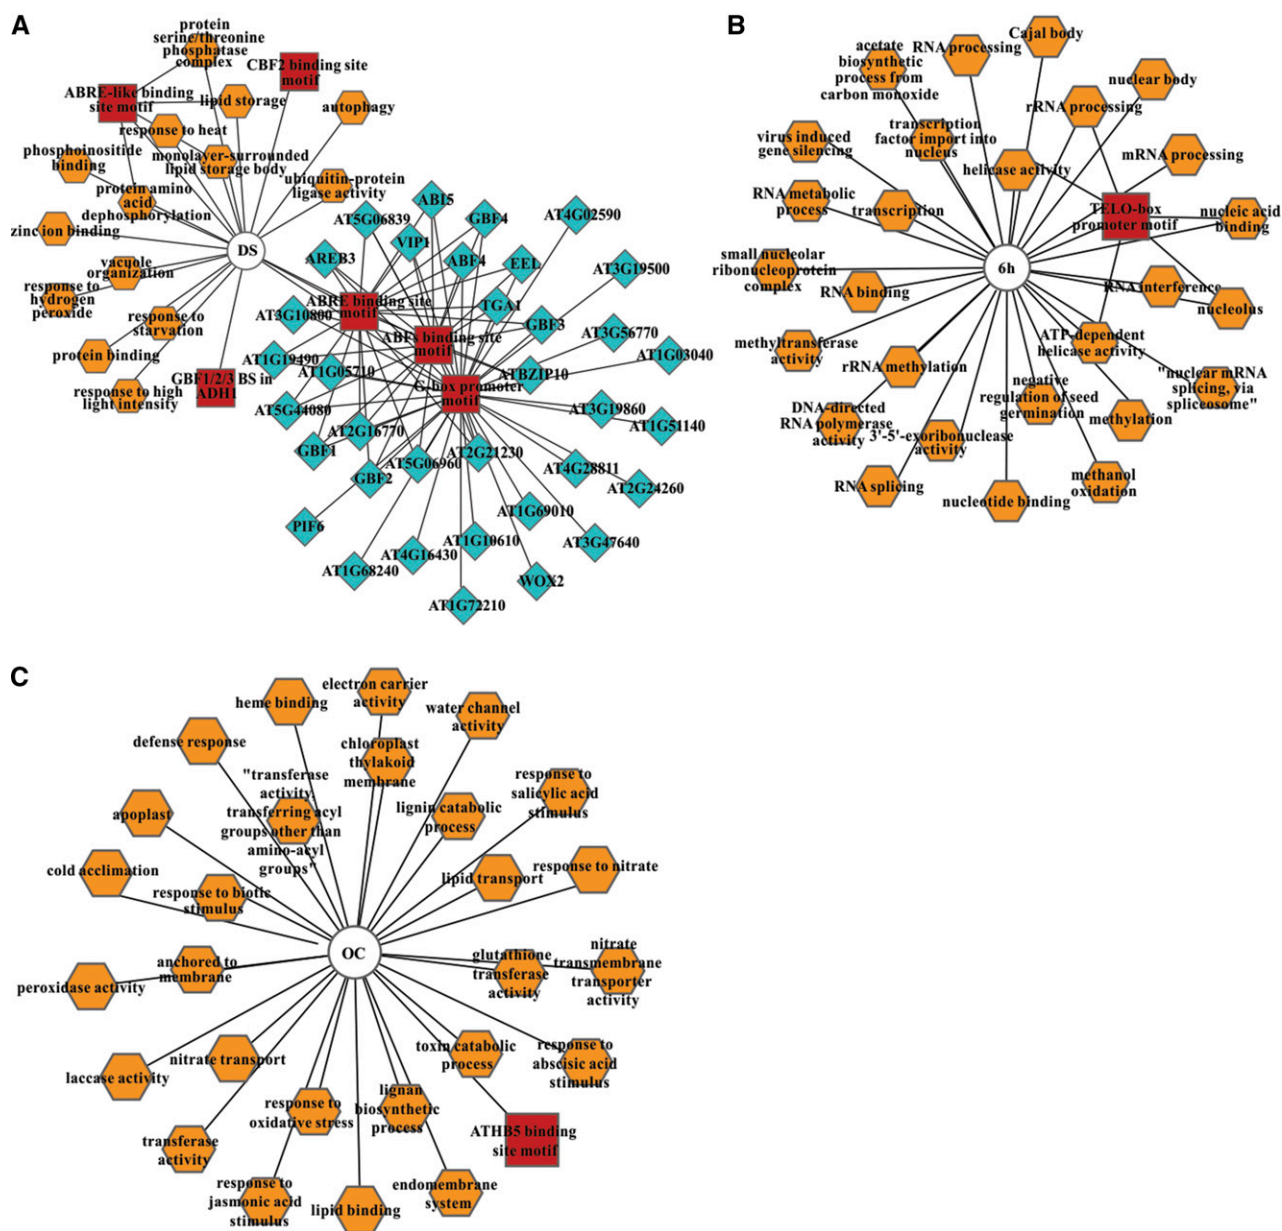 A
protein
serine/threonine
phosphatase
complex
CBF2 binding site
motif
ABRE-like binding
site motif
lipid storage
autophagy
response to heat
phosphoinositide
binding
monolayer-surrounded
lipid storage body
ubiquitin-protein
ligase activity
protein amino
acid
dephosphorylation
zinc ion binding
DS
vacuole
organization
response to
hydrogen
peroxide
response to
starvation
protein binding
response to high
light intensity
GBF1/2/3 BS in
ADH1
ABI5
AT5G06839
GBF4
AT4G02590
VIP1
AREB3
ABF4
EEL
AT3G19500
ABRE binding site
motif
TGA1
AT3G10800
GBF3
AT3G56770
ABFs binding site
motif
AT1G03040
AT1G19490
AT1G05710
ATBZIP10
G-box promoter
motif
AT5G44080
AT3G19860
AT1G51140
AT2G16770
GBF1
AT2G21230
AT5G06960
GBF2
AT4G28811
AT2G24260
AT1G69010
PIF6
AT1G10610
AT3G47640
AT4G16430
AT1G68240
WOX2
AT1G72210
B
Cajal body
RNA processing
acetate
biosynthetic
process from
carbon monoxide
nuclear body
rRNA processing
transcription
factor import into
nucleus
virus induced
gene silencing
mRNA processing
helicase activity
RNA metabolic
process
transcription
TELO-box
promoter motif
nucleic acid
binding
small nucleolar
ribonucleoprotein
complex
6h
RNA binding
RNA interference
nucleolus
methyltransferase
activity
ATP-dependent
helicase activity
rRNA methylation
"nuclear mRNA
splicing, via
spliceosome"
negative
regulation of seed
germination
methylation
DNA-directed
RNA polymerase
activity
3'-5'-exoribonuclease
activity
RNA splicing
nucleotide binding
methanol
oxidation
C
electron carrier
activity
heme binding
water channel
activity
defense response
chloroplast
thylakoid
membrane
"transferase
activity,
transferring acyl
groups other than
amino-acyl
groups"
response to
salicylic acid
stimulus
apoplast
lignin catabolic
process
cold acclimation
lipid transport
response to nitrate
response to biotic
stimulus
OC
anchored to
membrane
peroxidase activity
glutathione
transferase
activity
nitrate
transmembrane
transporter
activity
toxin catabolic
process
response to
abscisic acid
stimulus
nitrate transport
laccase activity
response to
oxidative stress
lignan
biosynthetic
process
ATHB5 binding
site motif
transferase
activity
response to
jasmonic acid
stimulus
lipid binding
endomembrane
system